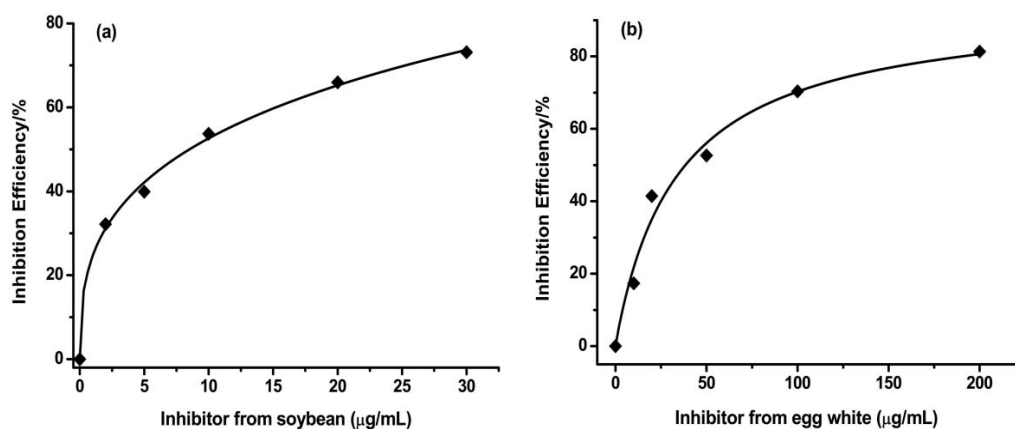 (a)
Inhibition Efficiency/%
80
60
40
20
0
0 5 10 15 20 25 30
Inhibitor from soybean (μg/mL)
(b)
Inhibition Efficiency/%
80
60
40
20
0
0 50 100 150 200
Inhibitor from egg white (μg/mL)